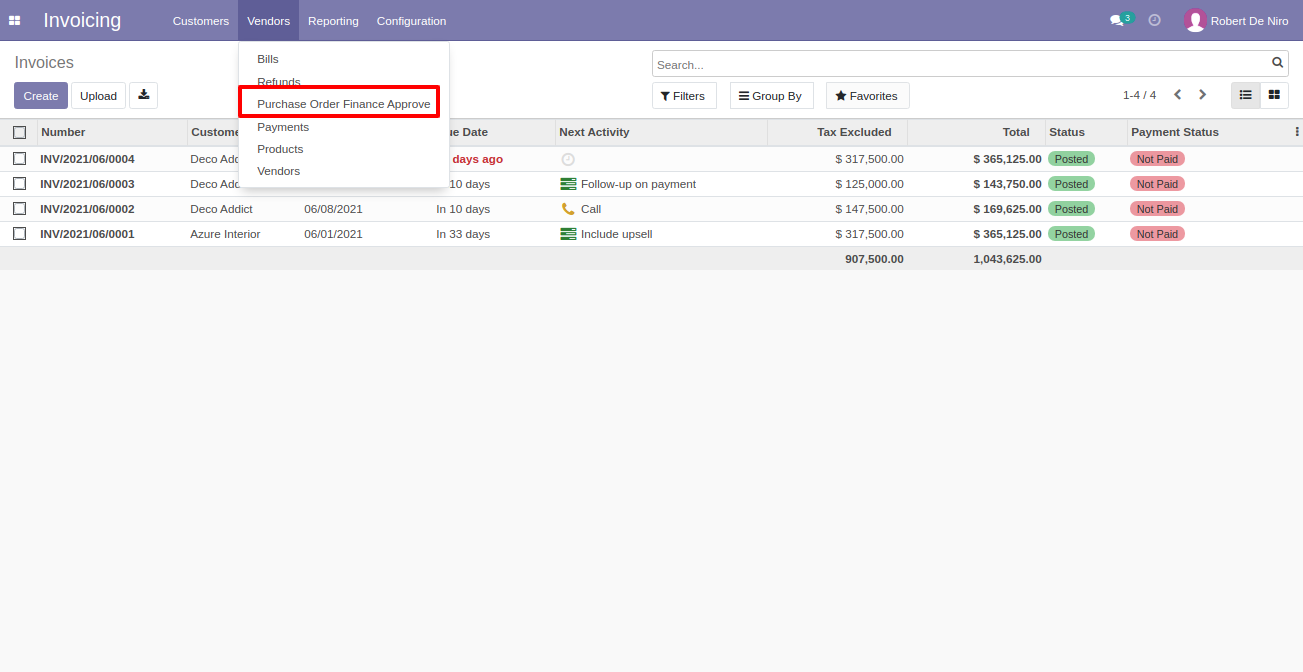 Invoicing Customers Vendors Reporting Configuration 3 Robert De Niro
Invoices
Search...
Create Upload
Filters Group By Favorites 1-4 / 4
Bills
Refunds
Purchase Order Finance Approve
Payments
Products
Vendors
Number Custome ue Date Next Activity Tax Excluded Total Status Payment Status
INV/2021/06/0004 Deco Add days ago $ 317,500.00 $ 365,125.00 Posted Not Paid
INV/2021/06/0003 Deco Add 10 days Follow-up on payment $ 125,000.00 $ 143,750.00 Posted Not Paid
INV/2021/06/0002 Deco Addict 06/08/2021 In 10 days Call $ 147,500.00 $ 169,625.00 Posted Not Paid
INV/2021/06/0001 Azure Interior 06/01/2021 In 33 days Include upsell $ 317,500.00 $ 365,125.00 Posted Not Paid
907,500.00 1,043,625.00